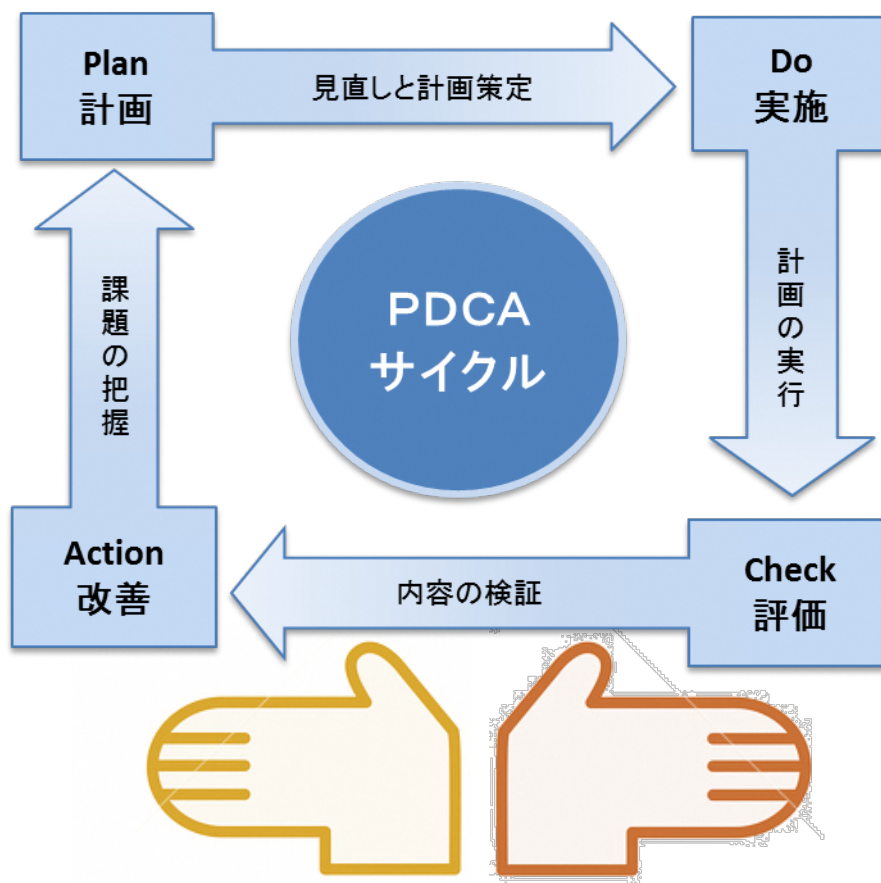 Plan
計画
見直しと計画策定
Do
実施
計画の実行
Check
評価
内容の検証
Action
改善
課題の把握
PDCA
サイクル